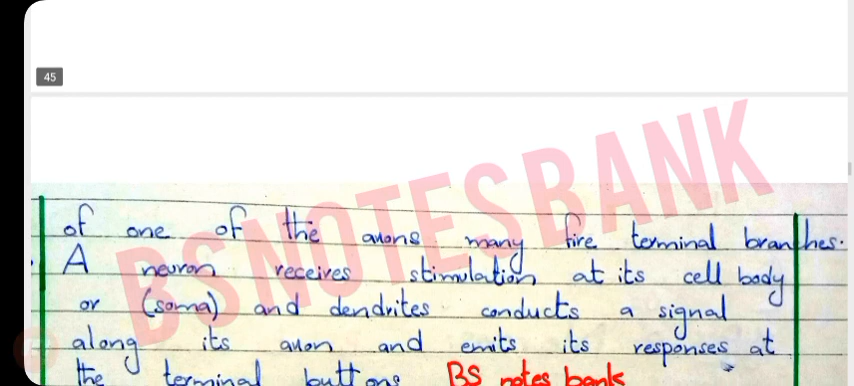 45
BSNOTESBANK
of one of the axons many fire terminal branches.
A neuron receives stimulation at its cell body
or (soma) and dendrites conducts a signal
along its axon and emits its responses at
the terminal buttons BS notes bank